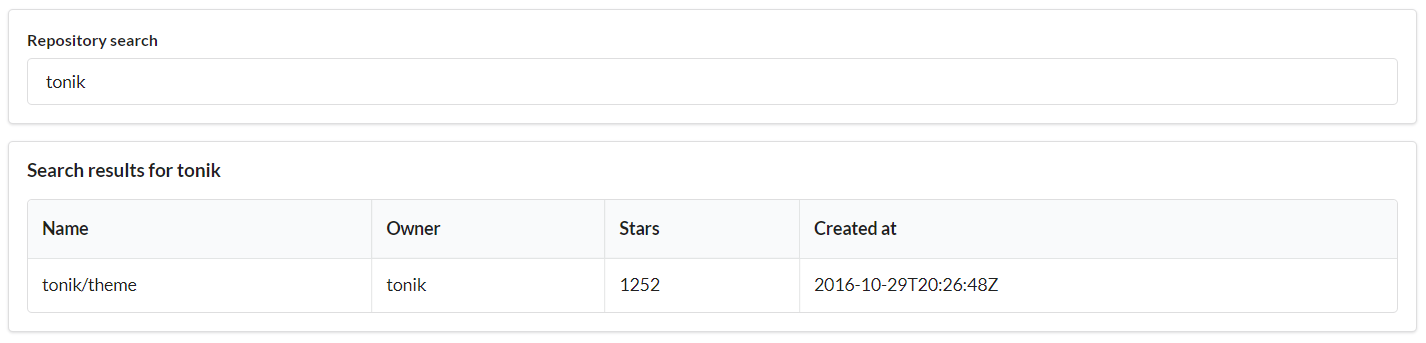 Repository search
tonik
Search results for tonik
Name Owner Stars Created at
tonik/theme tonik 1252 2016-10-29T20:26:48Z